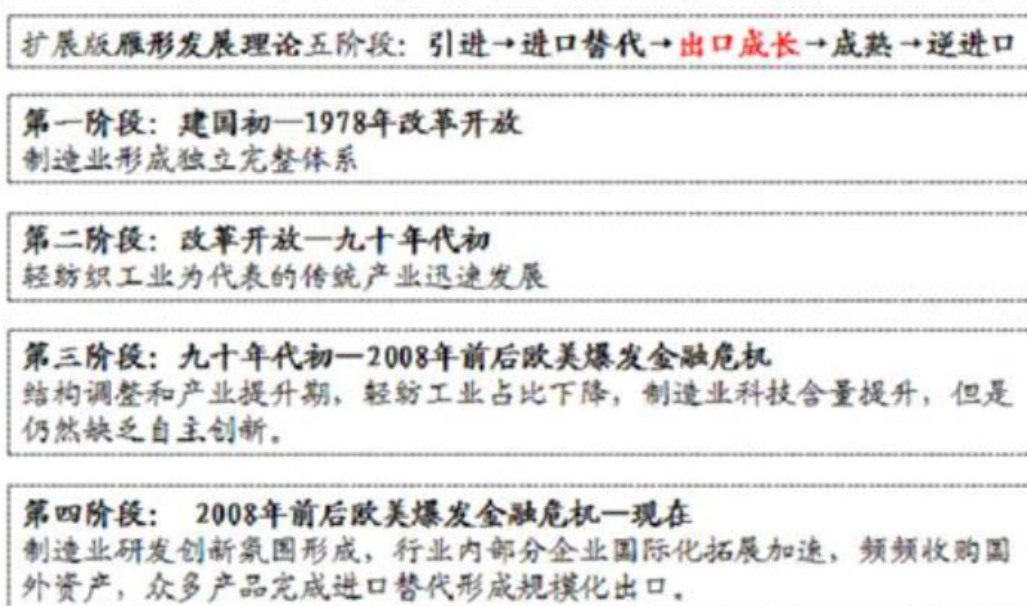 扩展版雁形发展理论五阶段：引进→进口替代→出口成长→成熟→逆进口
第一阶段：建国初—1978年改革开放
制造业形成独立完整体系
第二阶段：改革开放—九十年代初
轻纺织工业为代表的传统产业迅速发展
第三阶段：九十年代初—2008年前后欧美爆发金融危机
结构调整和产业提升期，轻纺工业占比下降，制造业科技含量提升，但是
仍然缺乏自主创新。
第四阶段： 2008年前后欧美爆发金融危机—现在
制造业研发创新氛围形成，行业内部分企业国际化拓展加速，频频收购国
外资产，众多产品完成进口替代形成规模化出口。